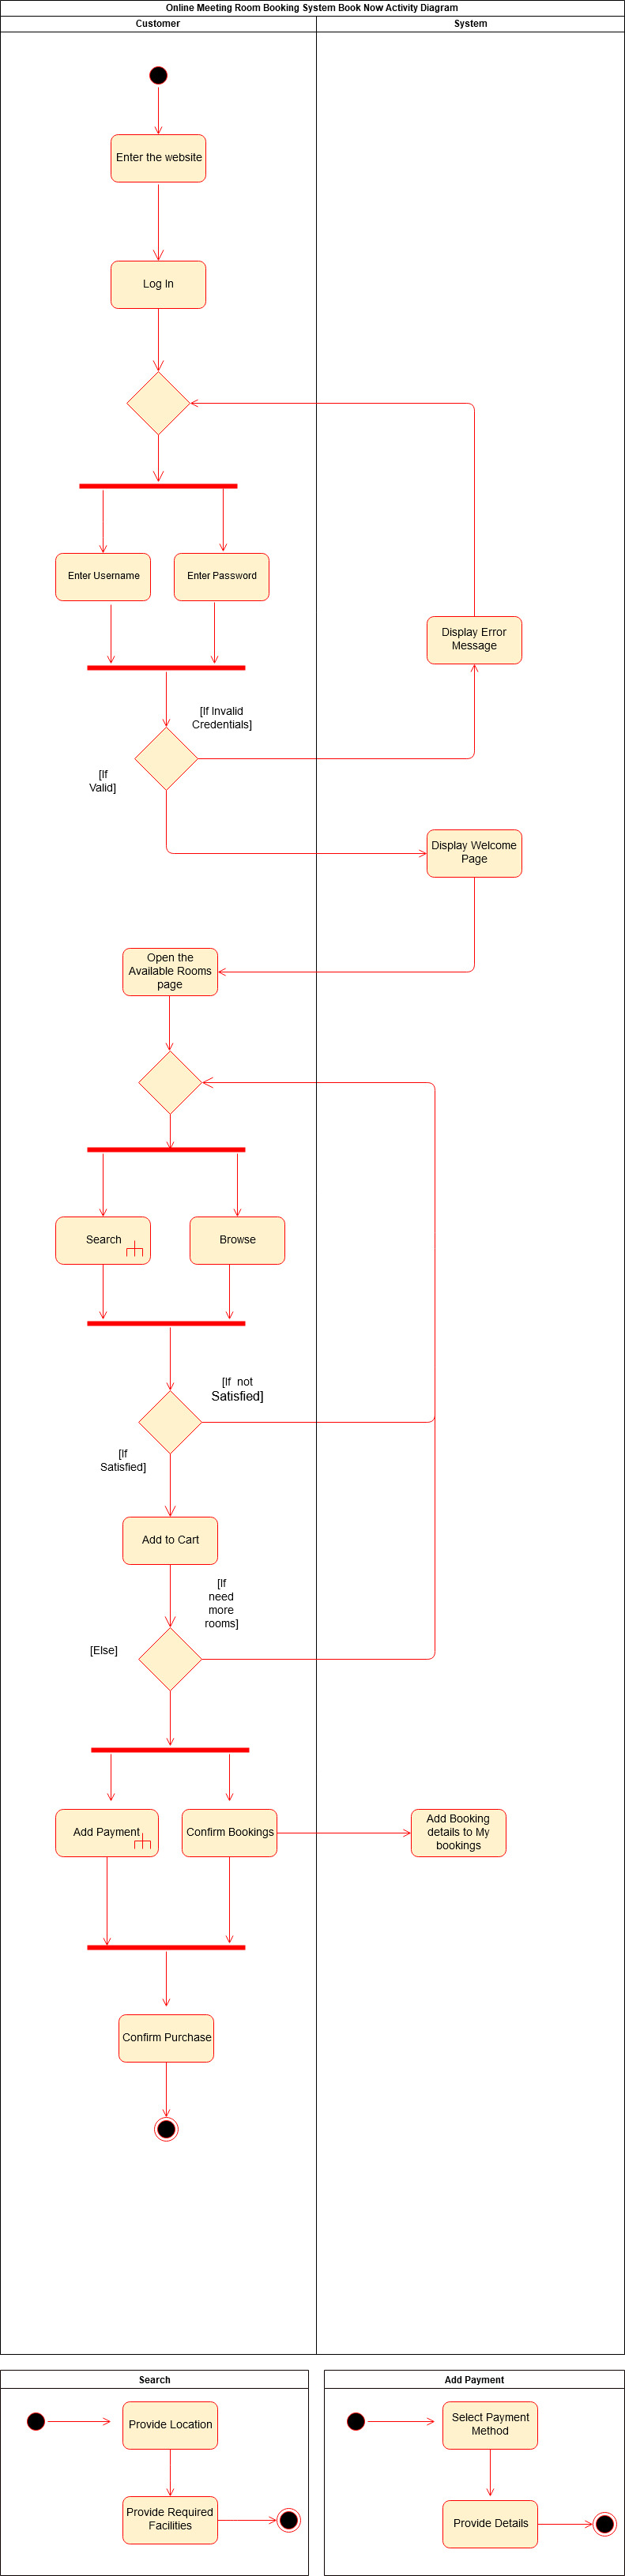 Online Meeting Room Booking System Book Now Activity Diagram
Customer
System
Enter the website
Log In
Enter Username
Enter Password
Display Error
Message
[If Invalid
Credentials]
[If
Valid]
Display Welcome
Page
Open the
Available Rooms
page
Search
Browse
[If  not
Satisfied]
[If
Satisfied]
Add to Cart
[If
need
more
rooms]
[Else]
Add Payment
Confirm Bookings
Add Booking
details to My
bookings
Confirm Purchase
Search
Provide Location
Provide Required
Facilities
Add Payment
Select Payment
Method
Provide Details